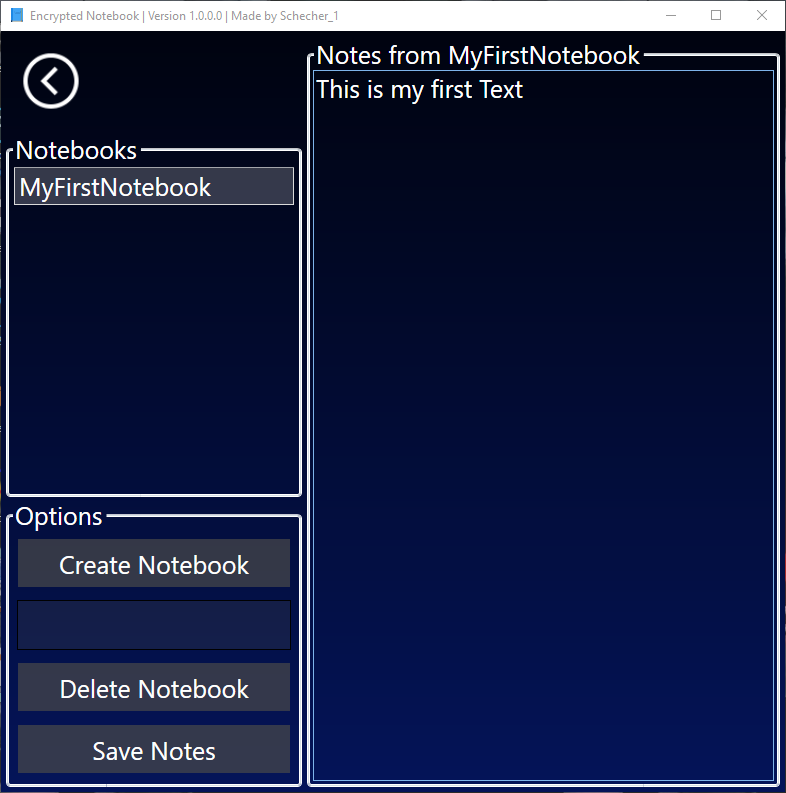 Encrypted Notebook | Version 1.0.0.0 | Made by Schecher_1
Notebooks
MyFirstNotebook
Options
Create Notebook
Delete Notebook
Save Notes
Notes from MyFirstNotebook
This is my first Text